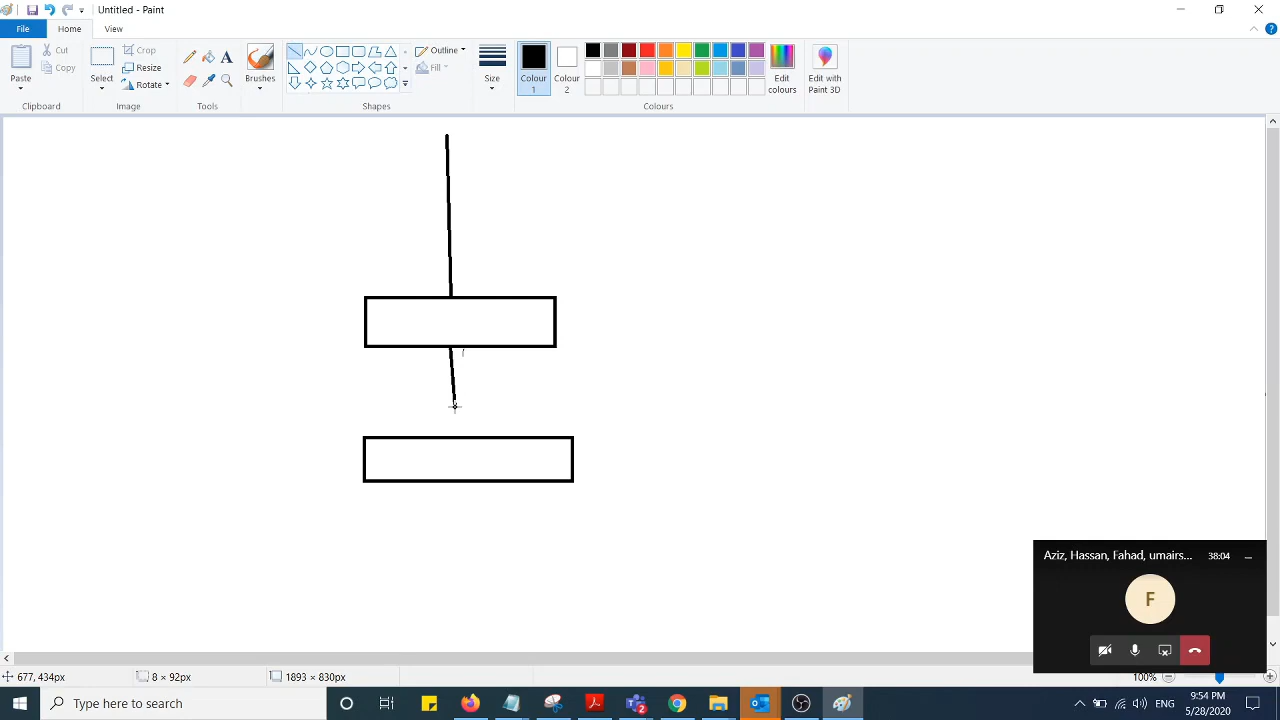 Untitled - Paint
File Home View
Paste
Cut
Copy
Clipboard
Select
Crop
Resize
Rotate
Image
Tools
Brushes
Outline
Fill
Shapes
Size
Colour 1
Colour 2
Edit colours
Colours
Edit with Paint 3D
Aziz, Hassan, Fahad, umairs... 38:04
F
677, 434px 8 × 92px 1893 × 830px 100%
Type here to search
2
9:54 PM
5/28/2020